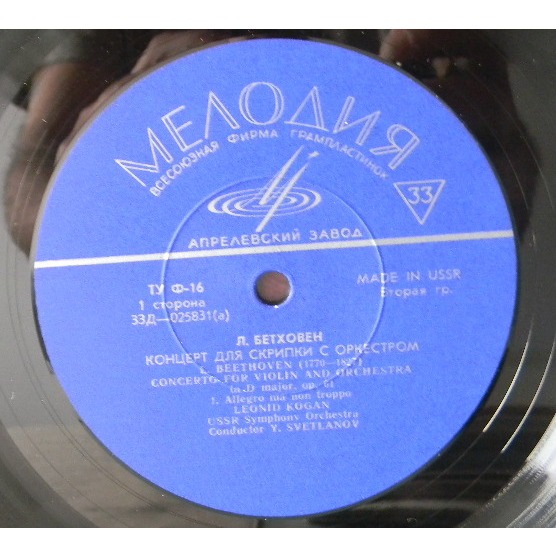 МЕЛОДИЯ
ВСЕСОЮЗНАЯ ФИРМА ГРАМПЛАСТИНОК
33
АПРЕЛЕВСКИЙ ЗАВОД
ТУ Ф-16
MADE IN USSR
1 сторона
Вторая гр.
33Д—025831(а)
Л. БЕТХОВЕН
КОНЦЕРТ ДЛЯ СКРИПКИ С ОРКЕСТРОМ
L. BEETHOVEN (1770—1827)
CONCERTO FOR VIOLIN AND ORCHESTRA
in D major, op. 61
1. Allegro ma non troppo
LEONID KOGAN
USSR Symphony Orchestra
Conductor Y. SVETLANOV